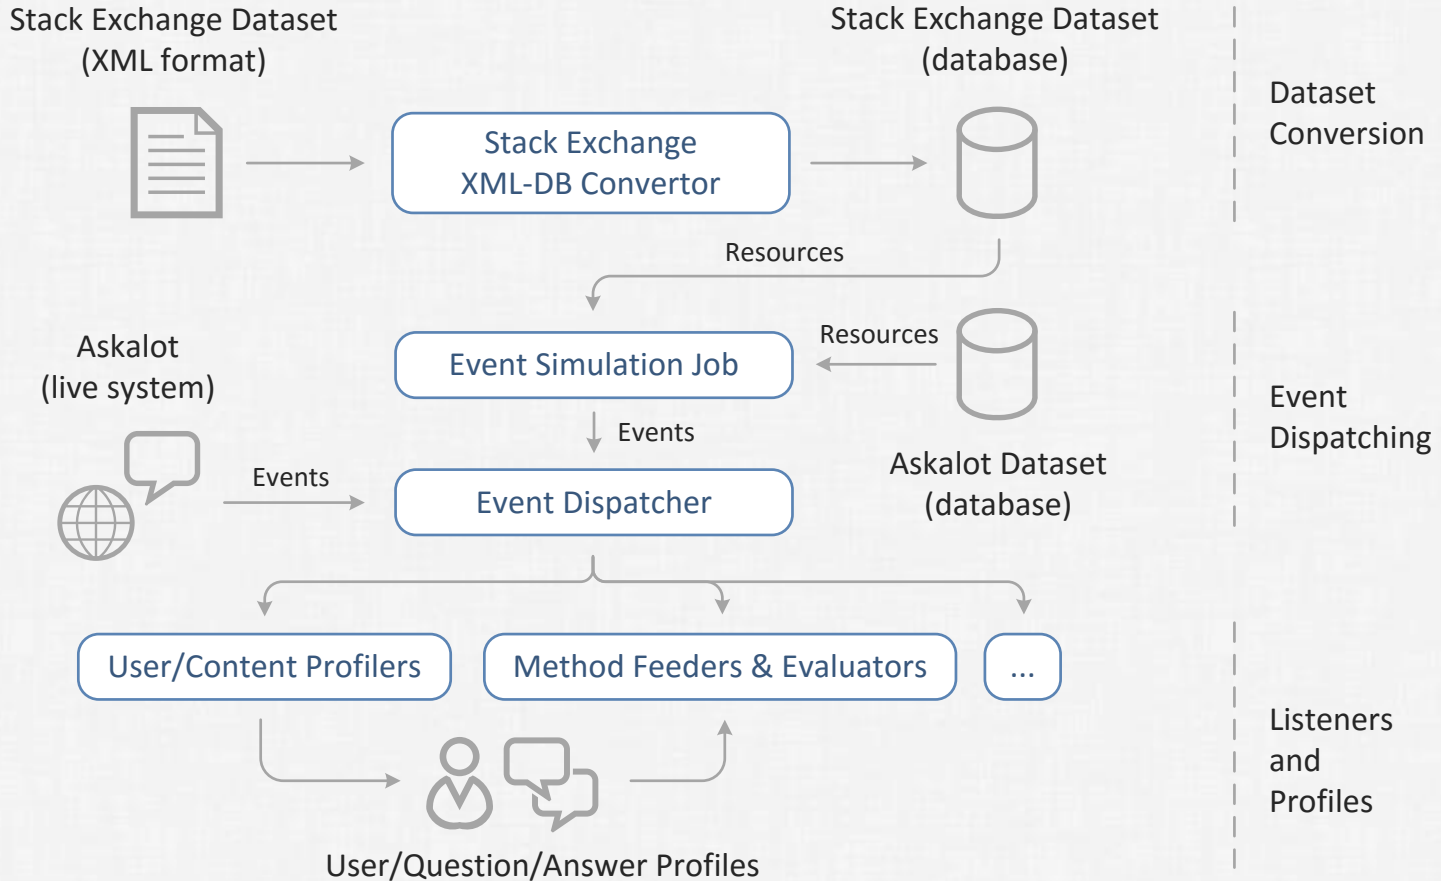 Stack Exchange Dataset
(XML format)
Stack Exchange Dataset
(database)
Dataset
Conversion
Stack Exchange
XML-DB Convertor
Resources
Askalot
(live system)
Event Simulation Job
Resources
Event
Dispatching
Events
Askalot Dataset
(database)
Events
Event Dispatcher
User/Content Profilers
Method Feeders & Evaluators
...
Listeners
and
Profiles
User/Question/Answer Profiles